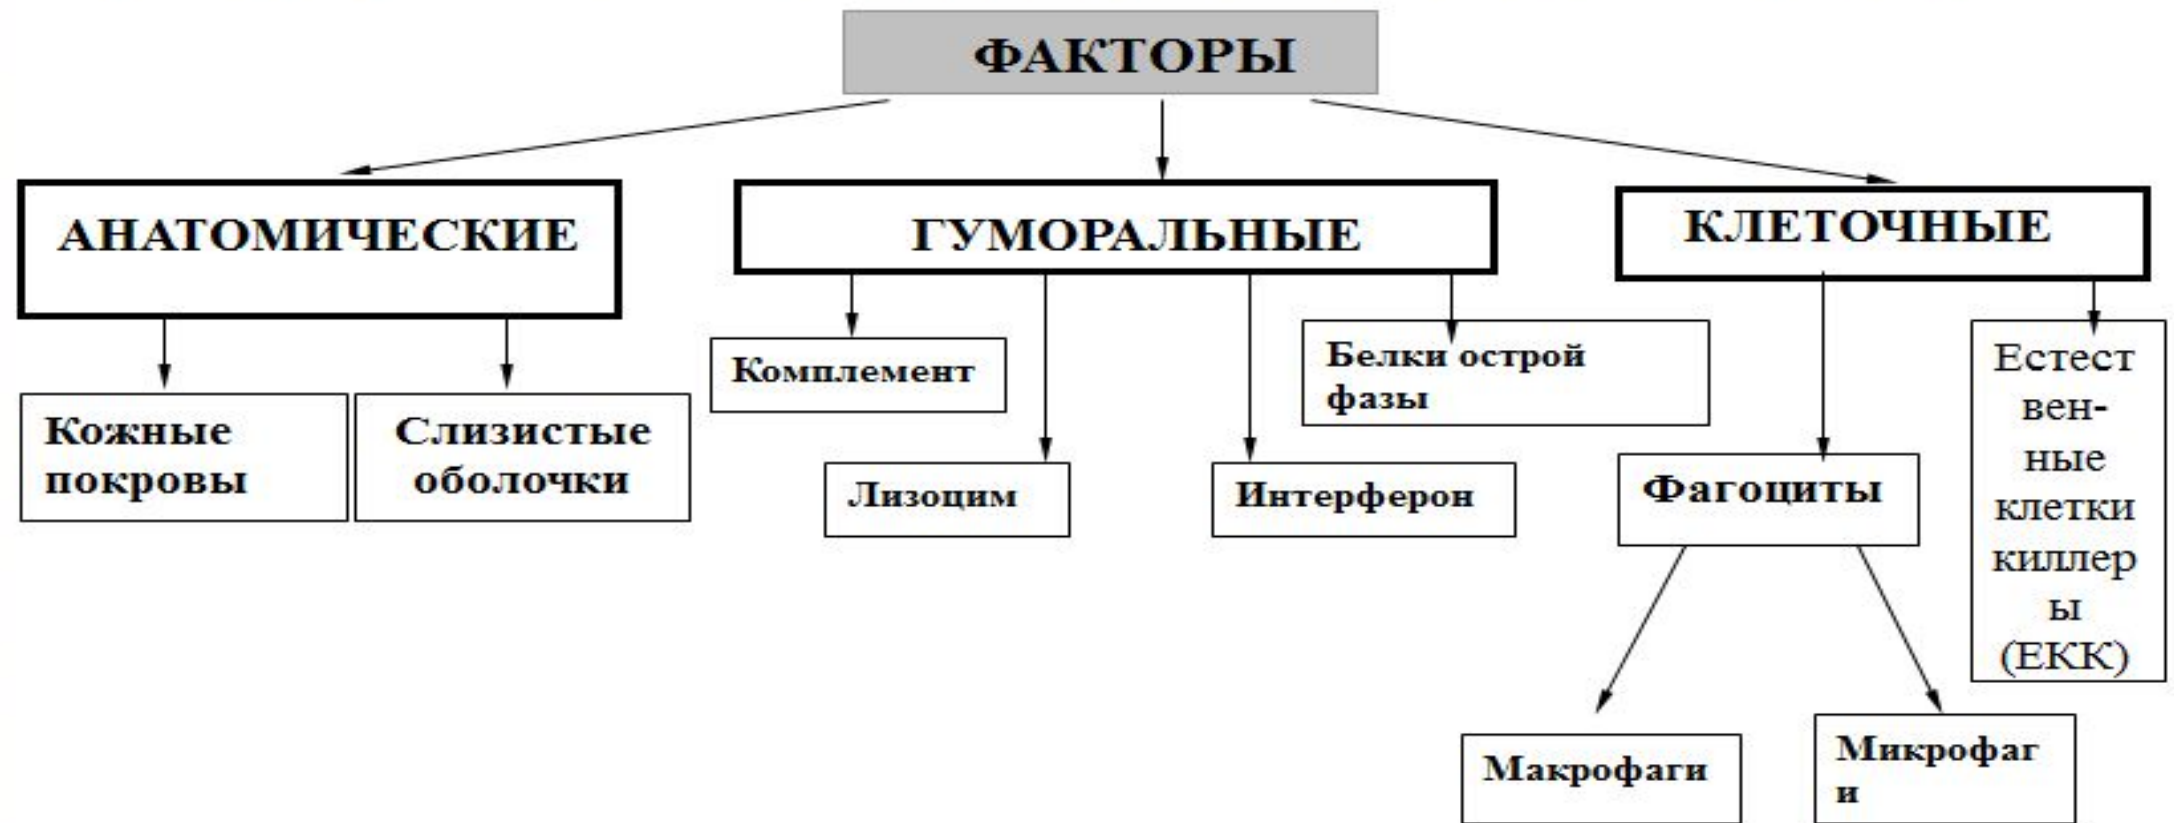 ФАКТОРЫ
АНАТОМИЧЕСКИЕ
ГУМОРАЛЬНЫЕ
КЛЕТОЧНЫЕ
Кожные
покровы
Слизистые
оболочки
Комплемент
Лизоцим
Интерферон
Белки острой
фазы
Фагоциты
Естест
вен-
ные
клетки
киллер
ы
(ЕКК)
Макрофаги
Микрофаг
и